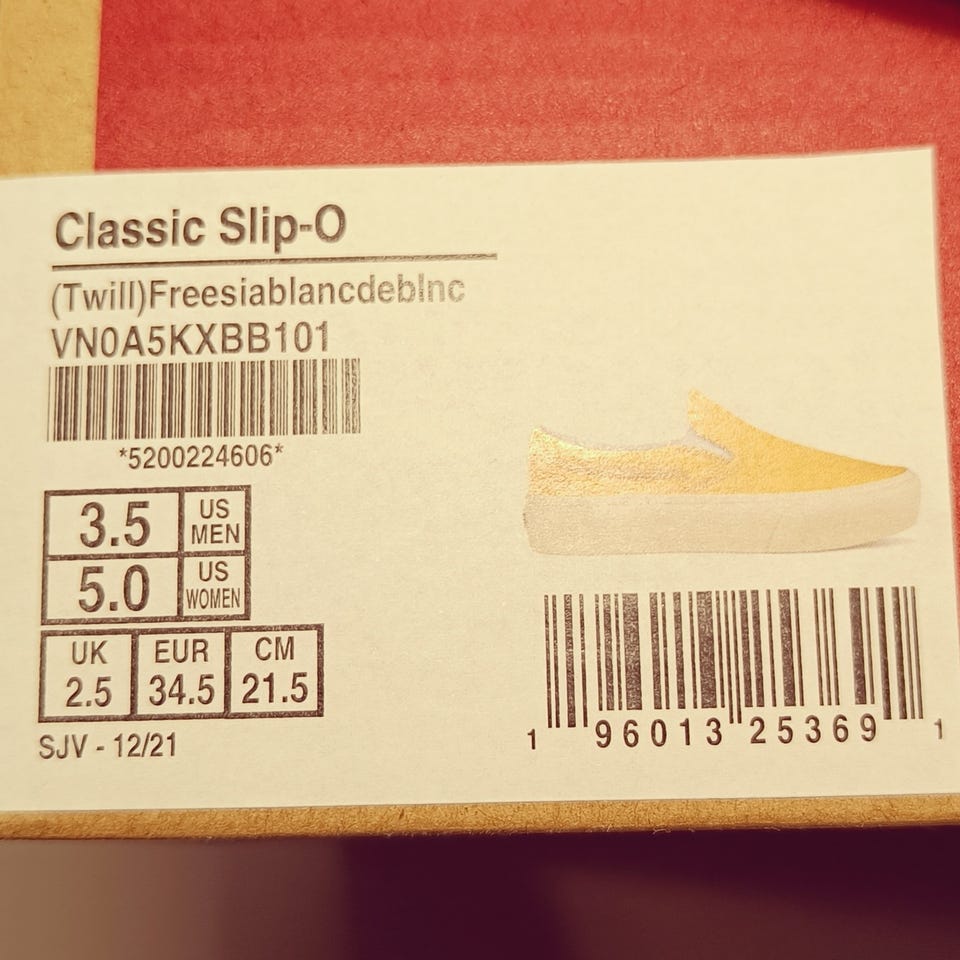 Classic Slip-O
(Twill)Freesiablancdeblnc
VN0A5KXBB101
*5200224606*
3.5 US MEN
5.0 US WOMEN
UK EUR CM
2.5 34.5 21.5
SJV - 12/21
1 96013 25369 1